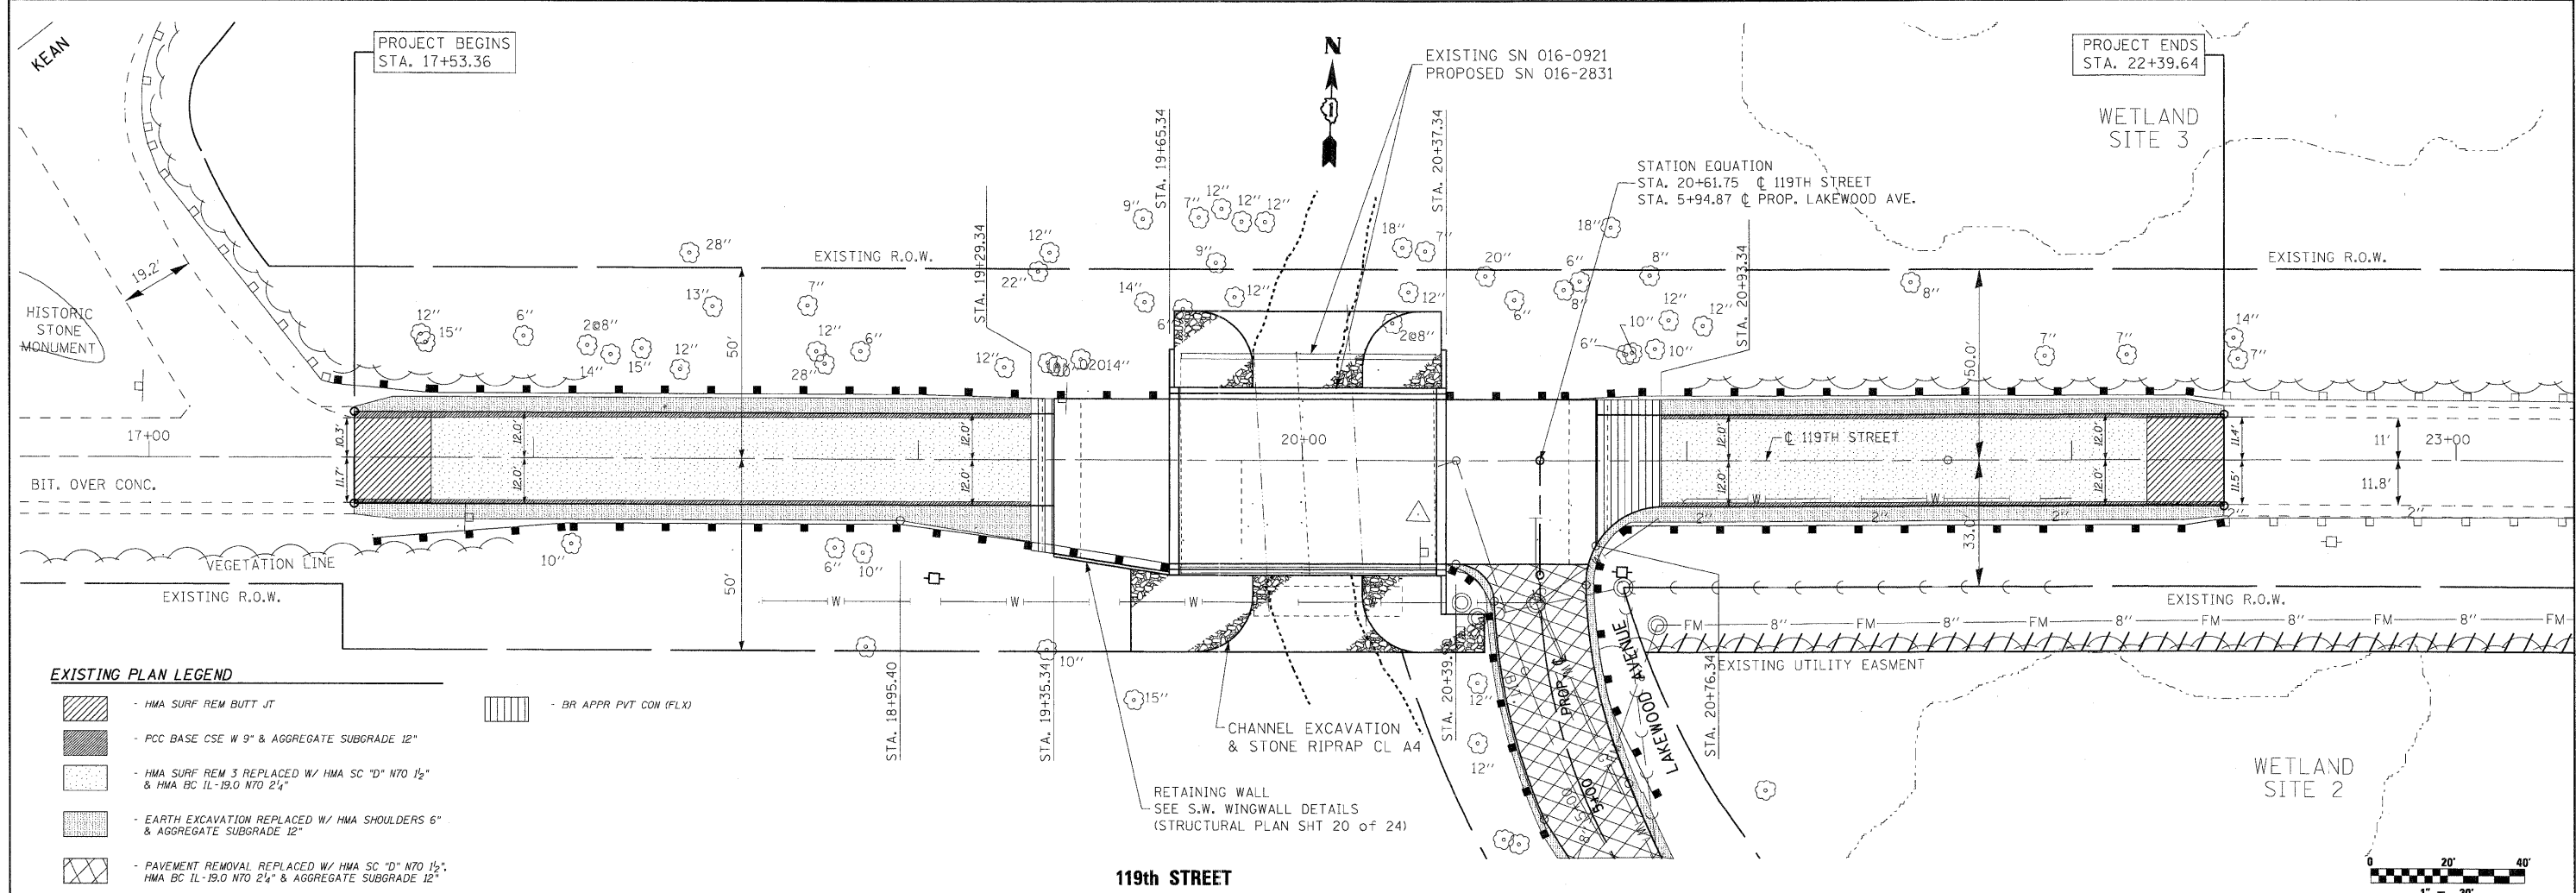 KEAN
PROJECT BEGINS
STA. 17+53.36
N
EXISTING SN 016-0921
PROPOSED SN 016-2831
PROJECT ENDS
STA. 22+39.64
WETLAND
SITE 3
STA. 19+65.34
STA. 20+37.34
STATION EQUATION
STA. 20+61.75 ℄ 119TH STREET
STA. 5+94.87 ℄ PROP. LAKEWOOD AVE.
9"
7"
12"
12"
12"
18"
7"
18"
28"
EXISTING R.O.W.
STA. 19+29.34
12"
22"
9"
20"
6"
8"
STA. 20+93.34
EXISTING R.O.W.
19.2'
13"
7"
14"
12"
12"
6"
8"
12"
12"
8"
50.0'
HISTORIC
STONE
MONUMENT
12"
15"
6"
2@8"
14"
15"
12"
50'
12"
28"
6"
12"
6"
2@8"
10"
6"
10"
7"
7"
14"
7"
17+00
10.3'
11.7'
12.0'
12.0'
12.0'
12.0'
20+00
12.0'
12.0'
℄ 119TH STREET
12.0'
12.0'
11.4'
11.5'
11'
23+00
11.8'
BIT. OVER CONC.
W
W
2"
2"
2"
2"
2"
33.0'
VEGETATION LINE
10"
6"
10"
50'
EXISTING R.O.W.
W
W
W
EXISTING R.O.W.
FM
8"
FM
8"
FM
8"
FM
8"
FM
8"
FM
EXISTING UTILITY EASMENT
10"
15"
12"
12"
STA. 18+95.40
STA. 19+35.34
STA. 20+76.34
PROP. ℄
5+00
LAKEWOOD AVENUE
CHANNEL EXCAVATION
& STONE RIPRAP CL A4
RETAINING WALL
SEE S.W. WINGWALL DETAILS
(STRUCTURAL PLAN SHT 20 of 24)
WETLAND
SITE 2
EXISTING PLAN LEGEND
- HMA SURF REM BUTT JT
- BR APPR PVT CON (FLX)
- PCC BASE CSE W 9" & AGGREGATE SUBGRADE 12"
- HMA SURF REM 3 REPLACED W/ HMA SC "D" N70 1½"
& HMA BC IL-19.0 N70 2¼"
- EARTH EXCAVATION REPLACED W/ HMA SHOULDERS 6"
& AGGREGATE SUBGRADE 12"
- PAVEMENT REMOVAL REPLACED W/ HMA SC "D" N70 1½",
HMA BC IL-19.0 N70 2¼" & AGGREGATE SUBGRADE 12"
119th STREET
0 20' 40'